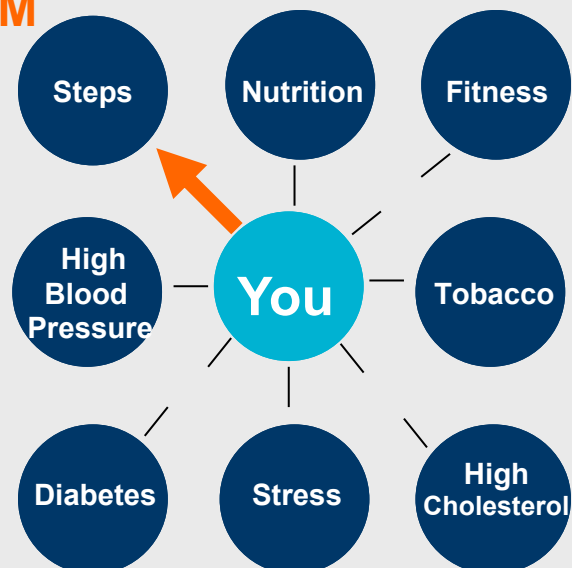 M
Steps
Nutrition
Fitness
High
Blood
Pressure
You
Tobacco
Diabetes
Stress
High
Cholesterol